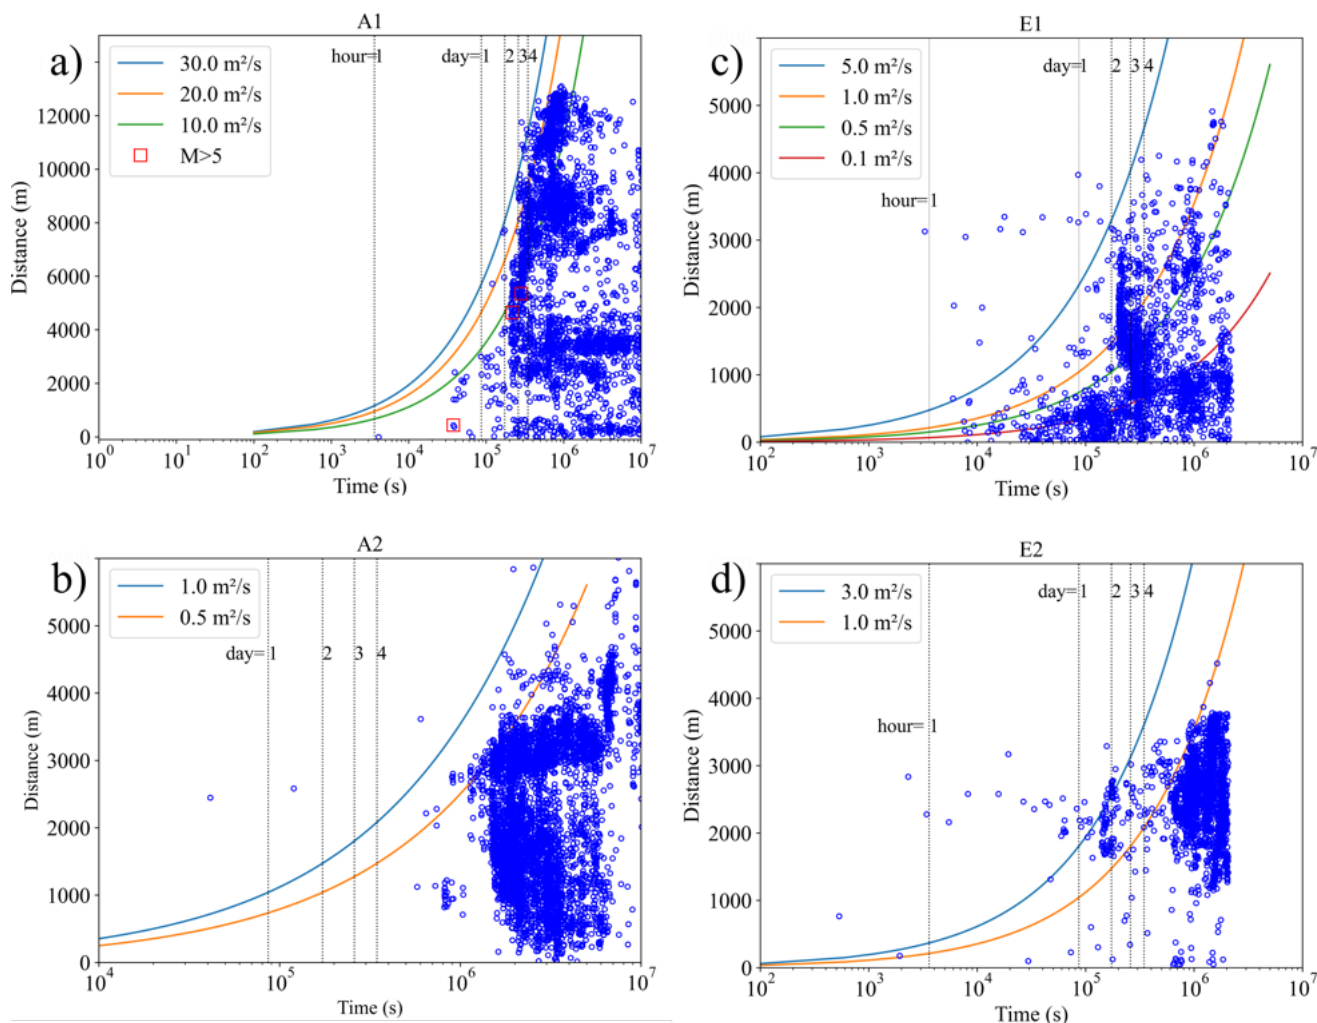 A1
a)
30.0 m²/s
20.0 m²/s
10.0 m²/s
M>5
hour=1
day= 1
2
3
4
Distance (m)
12000
10000
8000
6000
4000
2000
0
10⁰
10¹
10²
10³
10⁴
10⁵
10⁶
10⁷
Time (s)
E1
c)
5.0 m²/s
1.0 m²/s
0.5 m²/s
0.1 m²/s
day= 1
2
3
4
hour= 1
Distance (m)
5000
4000
3000
2000
1000
0
10²
10³
10⁴
10⁵
10⁶
10⁷
Time (s)
A2
b)
1.0 m²/s
0.5 m²/s
day= 1
2
3
4
Distance (m)
5000
4000
3000
2000
1000
0
10⁴
10⁵
10⁶
10⁷
Time (s)
E2
d)
3.0 m²/s
1.0 m²/s
day= 1
2
3
4
hour= 1
Distance (m)
5000
4000
3000
2000
1000
0
10²
10³
10⁴
10⁵
10⁶
10⁷
Time (s)